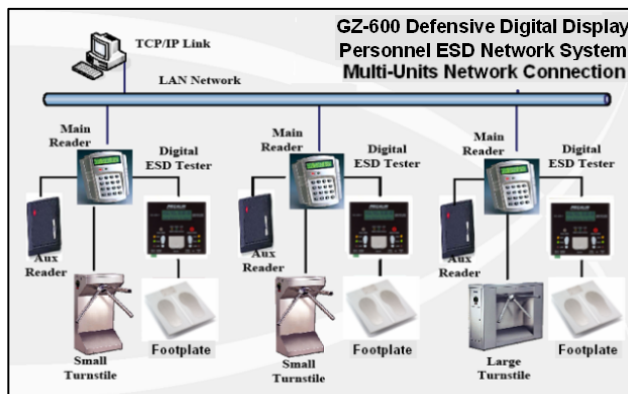 GZ-600 Defensive Digital Display
Personnel ESD Network System
Multi-Units Network Connection
TCP/IP Link
LAN Network
Main
Reader
Digital
ESD Tester
Aux
Reader
Small
Turnstile
Footplate
Main
Reader
Digital
ESD Tester
Aux
Reader
Small
Turnstile
Footplate
Main
Reader
Digital
ESD Tester
Aux
Reader
Large
Turnstile
Footplate